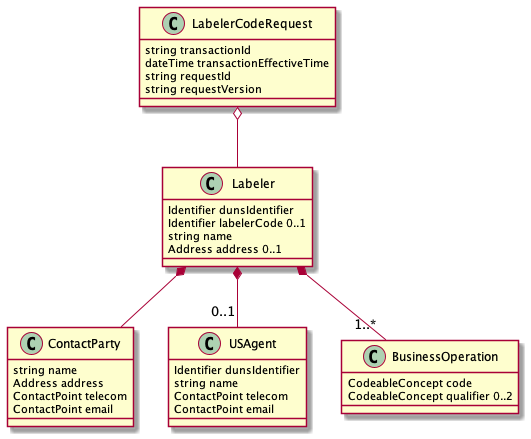 C LabelerCodeRequest
string transactionId
dateTime transactionEffectiveTime
string requestId
string requestVersion
C Labeler
Identifier dunsIdentifier
Identifier labelerCode 0..1
string name
Address address 0..1
0..1
1..*
C ContactParty
string name
Address address
ContactPoint telecom
ContactPoint email
C USAgent
Identifier dunsIdentifier
string name
ContactPoint telecom
ContactPoint email
C BusinessOperation
CodeableConcept code
CodeableConcept qualifier 0..2